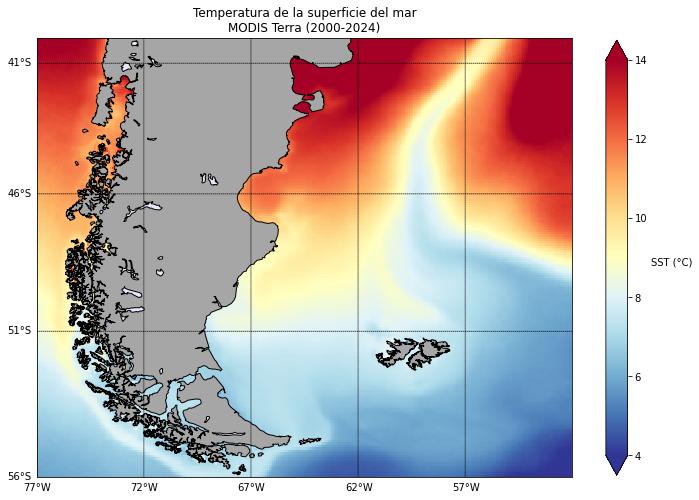 Temperatura de la superficie del mar
MODIS Terra (2000-2024)
41°S
46°S
51°S
56°S
77°W
72°W
67°W
62°W
57°W
14
12
10
8
6
4
SST (°C)